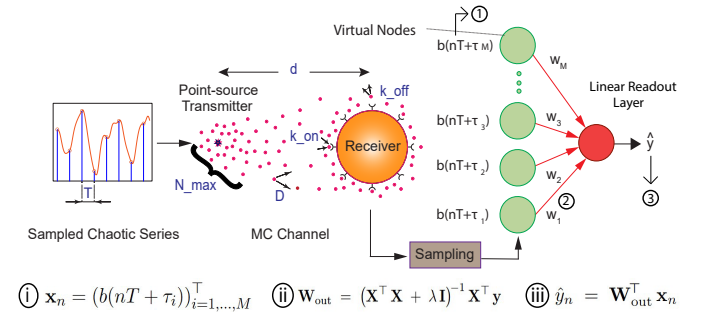 Virtual Nodes
①
b(nT+τ_M)
w_M
d
Point-source
Transmitter
k_off
Linear Readout
Layer
k_on
b(nT+τ_3)
w_3
Receiver
ŷ
b(nT+τ_2)
w_2
N_max
T
D
②
③
b(nT+τ_1)
w_1
Sampled Chaotic Series
MC Channel
Sampling
ⓘ x_n = (b(nT + τ_i))^⊤_{i=1,...,M}
ⓘⓘ W_out = (X^⊤ X + λI)^{-1} X^⊤ y
ⓘⓘⓘ ŷ_n = W_out^⊤ x_n